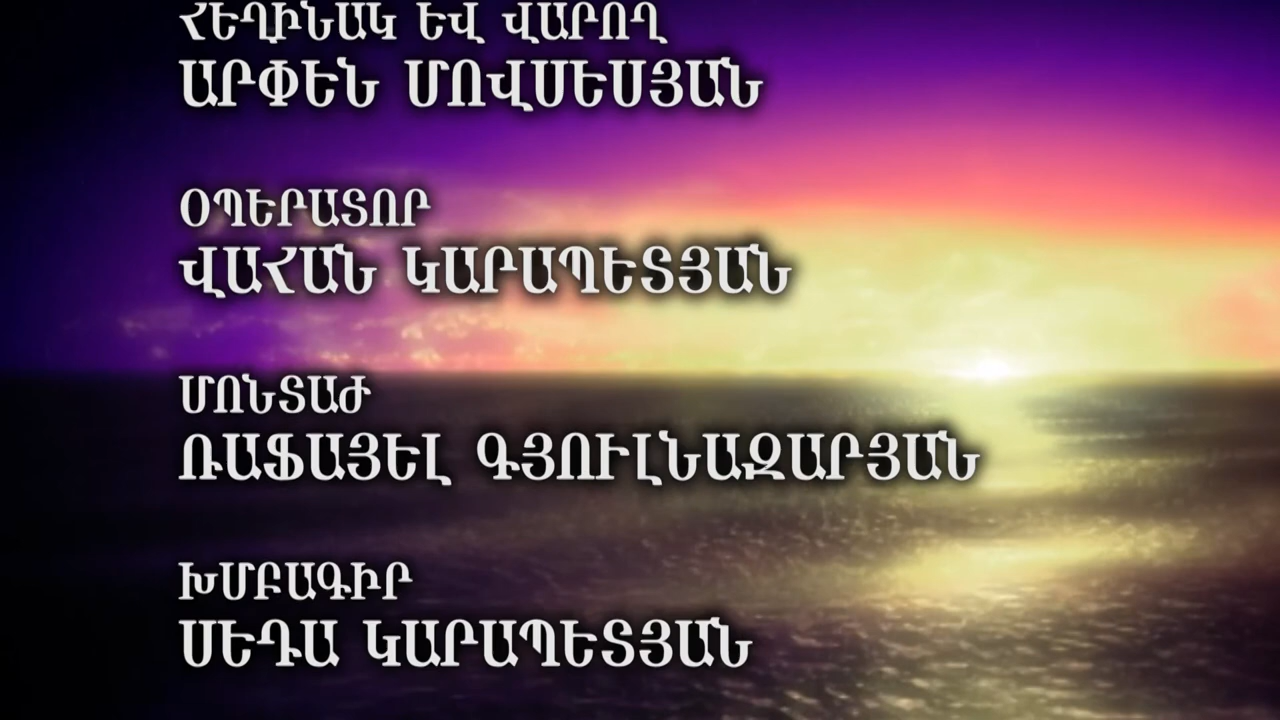 ՀԵՂԻՆԱԿ ԵՎ ՎԱՐՈՂ
ԱՐՓԵՆ ՄՈՎՍԵՍՅԱՆ
ՕՊԵՐԱՏՈՐ
ՎԱՀԱՆ ԿԱՐԱՊԵՏՅԱՆ
ՄՈՆՏԱԺ
ՌԱՖԱՅԵԼ ԳՅՈՒԼՆԱԶԱՐՅԱՆ
ԽՄԲԱԳԻՐ
ՍԵԴԱ ԿԱՐԱՊԵՏՅԱՆ